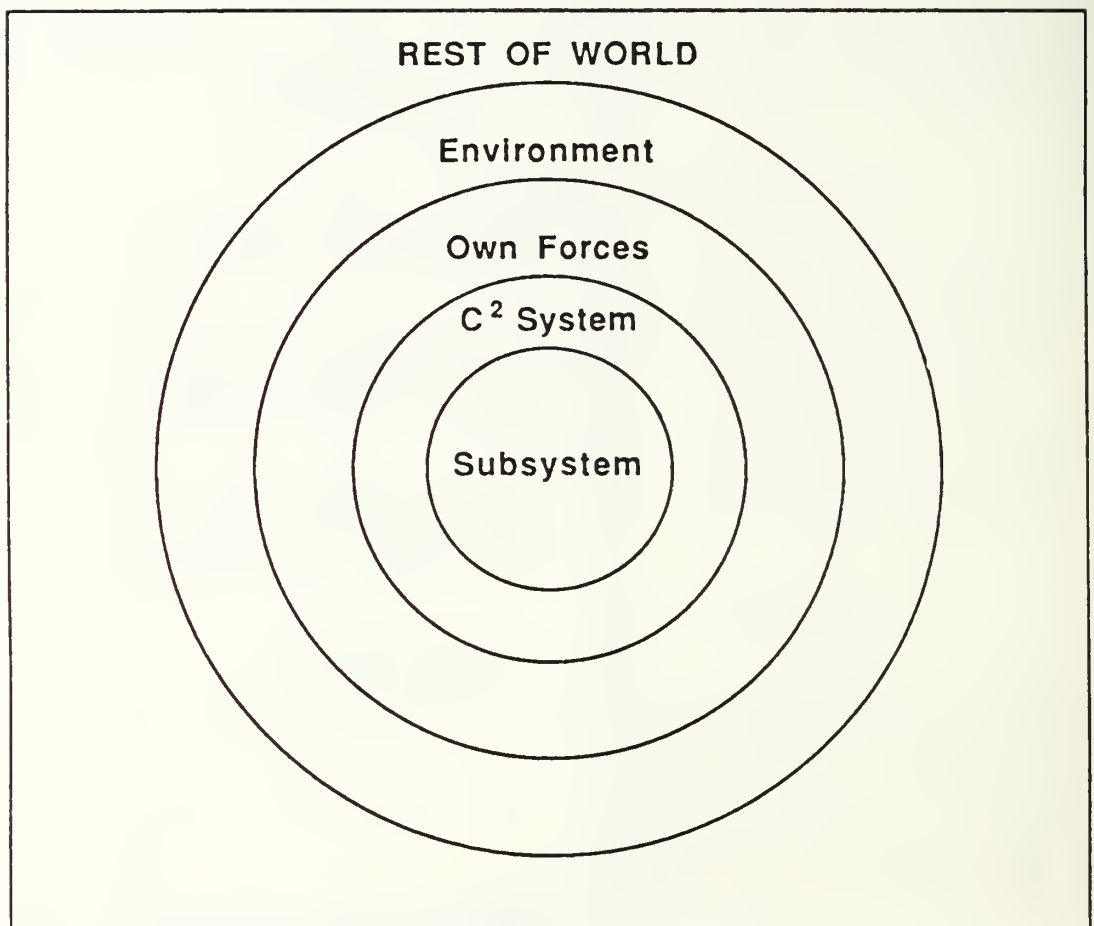 REST OF WORLD
Environment
Own Forces
C² System
Subsystem